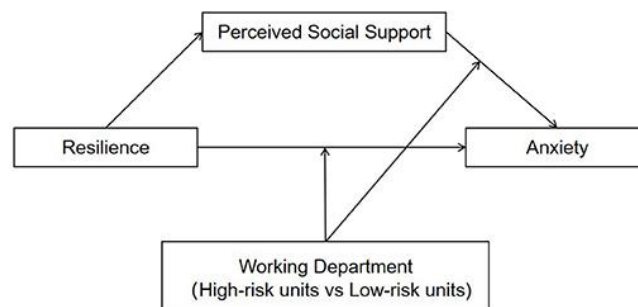 Perceived Social Support
Resilience
Anxiety
Working Department
(High-risk units vs Low-risk units)